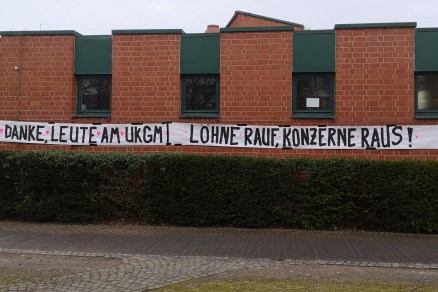 DANKE, LEUTE AM UKGM! LÖHNE RAUF, KONZERNE RAUS!